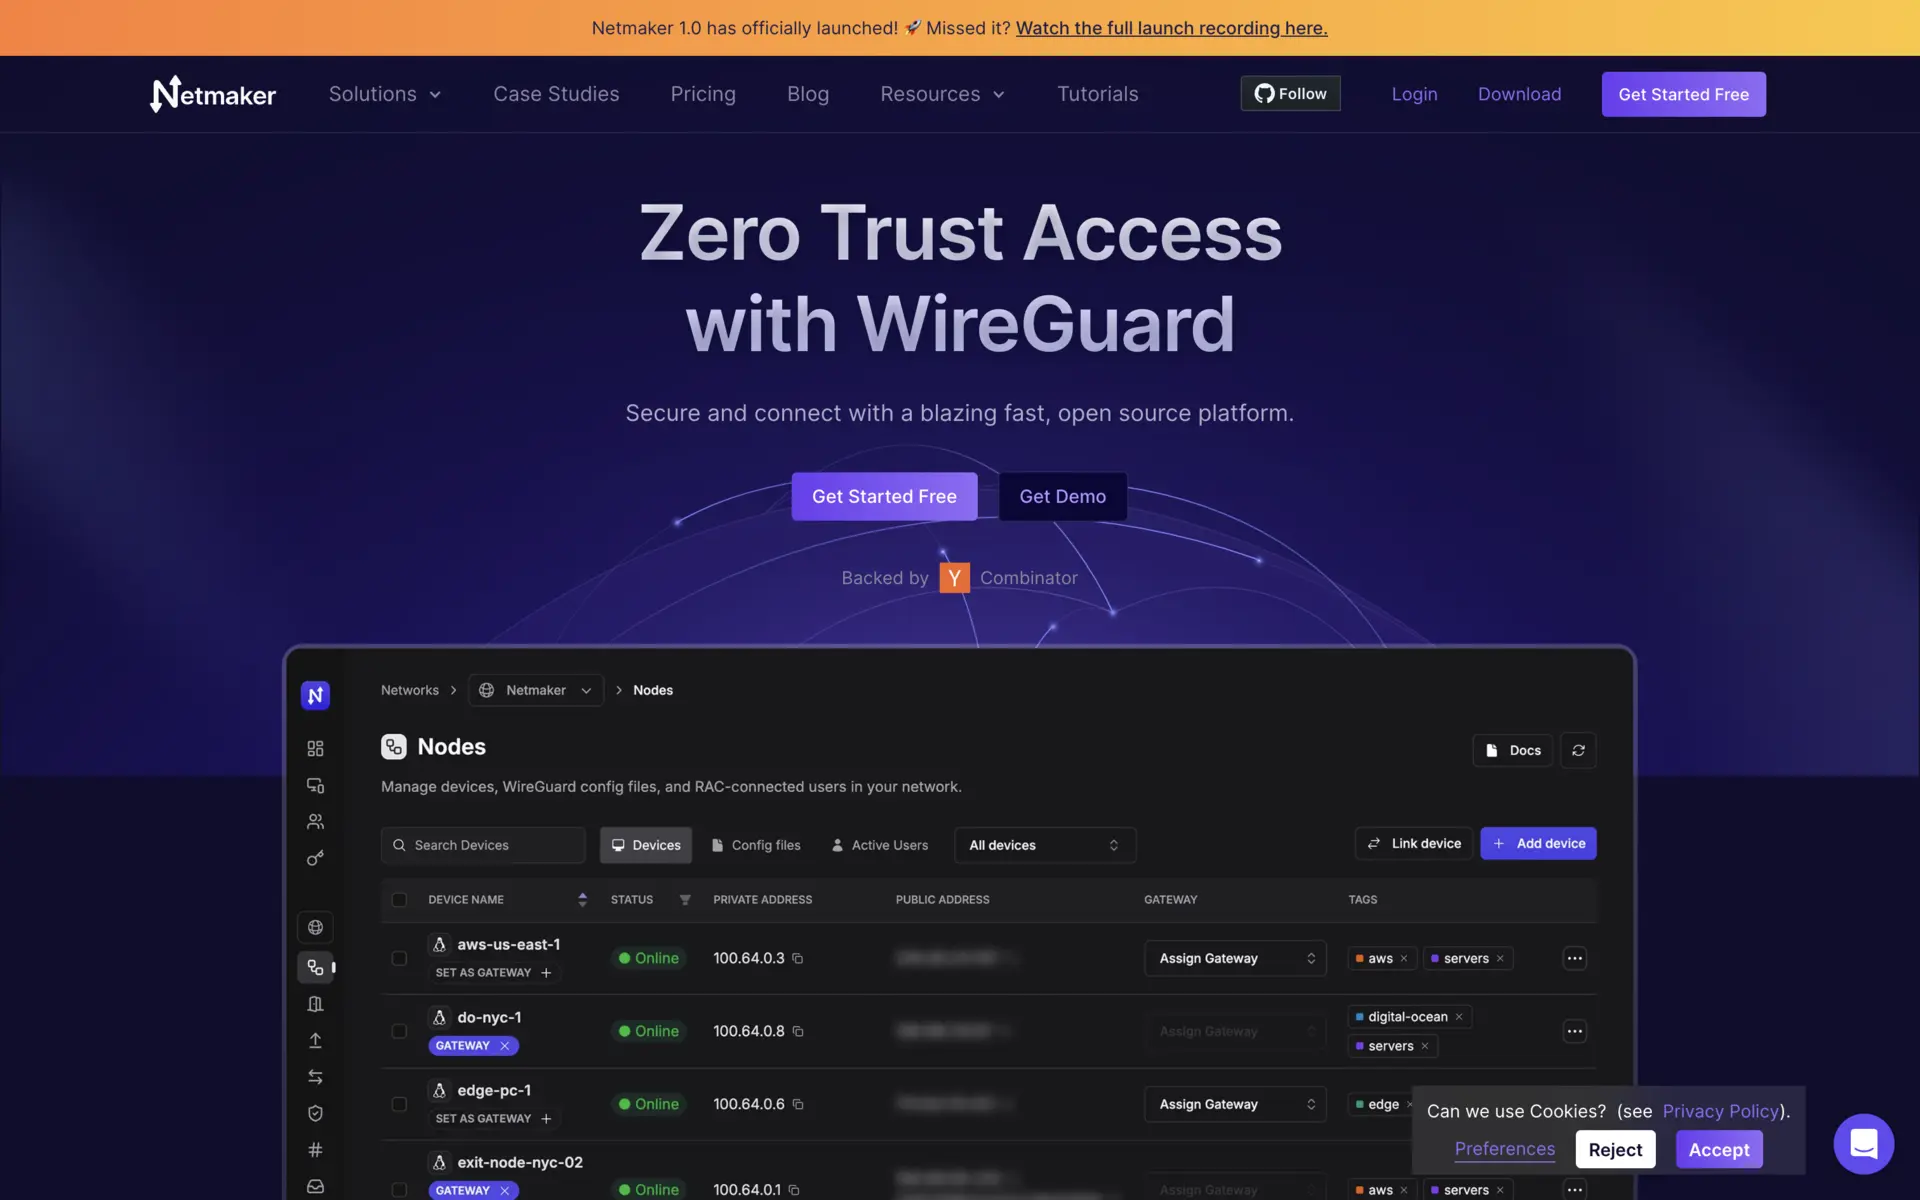 Netmaker 1.0 has officially launched! 🚀 Missed it? Watch the full launch recording here.
Netmaker
Solutions
Case Studies
Pricing
Blog
Resources
Tutorials
Follow
Login
Download
Get Started Free
Zero Trust Access
with WireGuard
Secure and connect with a blazing fast, open source platform.
Get Started Free
Get Demo
Backed by Y Combinator
Networks > Netmaker > Nodes
Nodes
Docs
Manage devices, WireGuard config files, and RAC-connected users in your network.
Search Devices
Devices
Config files
Active Users
All devices
Link device
+ Add device
DEVICE NAME STATUS PRIVATE ADDRESS PUBLIC ADDRESS GATEWAY TAGS
aws-us-east-1
SET AS GATEWAY +
Online
100.64.0.3
Assign Gateway
aws ×
servers ×
do-nyc-1
GATEWAY ×
Online
100.64.0.8
Assign Gateway
digital-ocean ×
servers ×
edge-pc-1
SET AS GATEWAY +
Online
100.64.0.6
Assign Gateway
edge ×
exit-node-nyc-02
GATEWAY ×
Online
100.64.0.1
Assign Gateway
aws ×
servers ×
Can we use Cookies? (see Privacy Policy).
Preferences
Reject
Accept